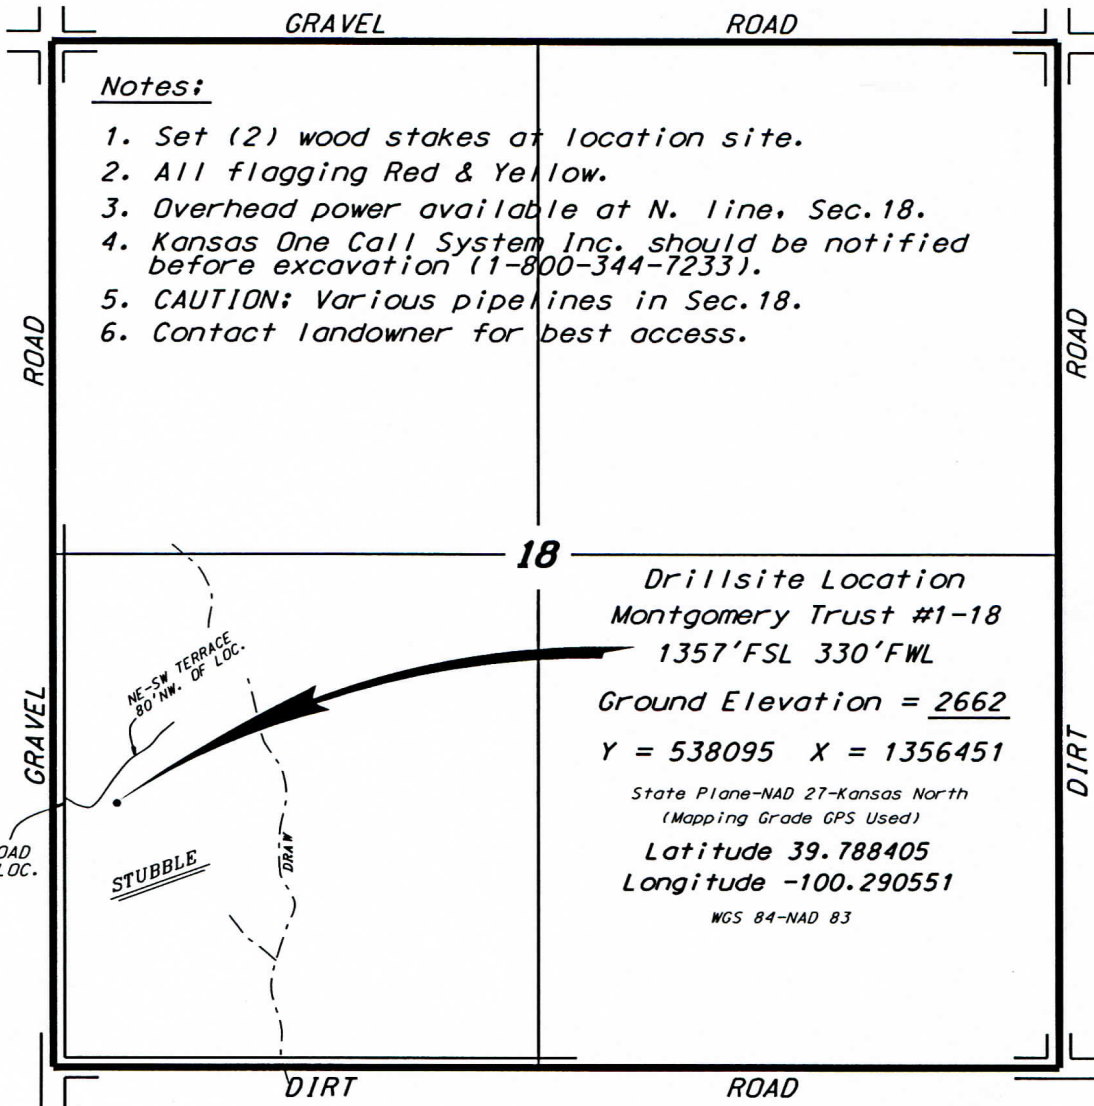 GRAVEL ROAD
Notes:
1. Set (2) wood stakes at location site.
2. All flagging Red & Yellow.
3. Overhead power available at N. line, Sec.18.
4. Kansas One Call System Inc. should be notified
before excavation (1-800-344-7233).
5. CAUTION: Various pipelines in Sec.18.
6. Contact landowner for best access.
ROAD
ROAD
18
Drillsite Location
Montgomery Trust #1-18
1357'FSL 330'FWL
Ground Elevation = 2662
Y = 538095 X = 1356451
State Plane-NAD 27-Kansas North
(Mapping Grade GPS Used)
Latitude 39.788405
Longitude -100.290551
WGS 84-NAD 83
NE-SW TERRACE
80'NW. OF LOC.
GRAVEL
DIRT
LOC.
STUBBLE
DRAW
DIRT ROAD